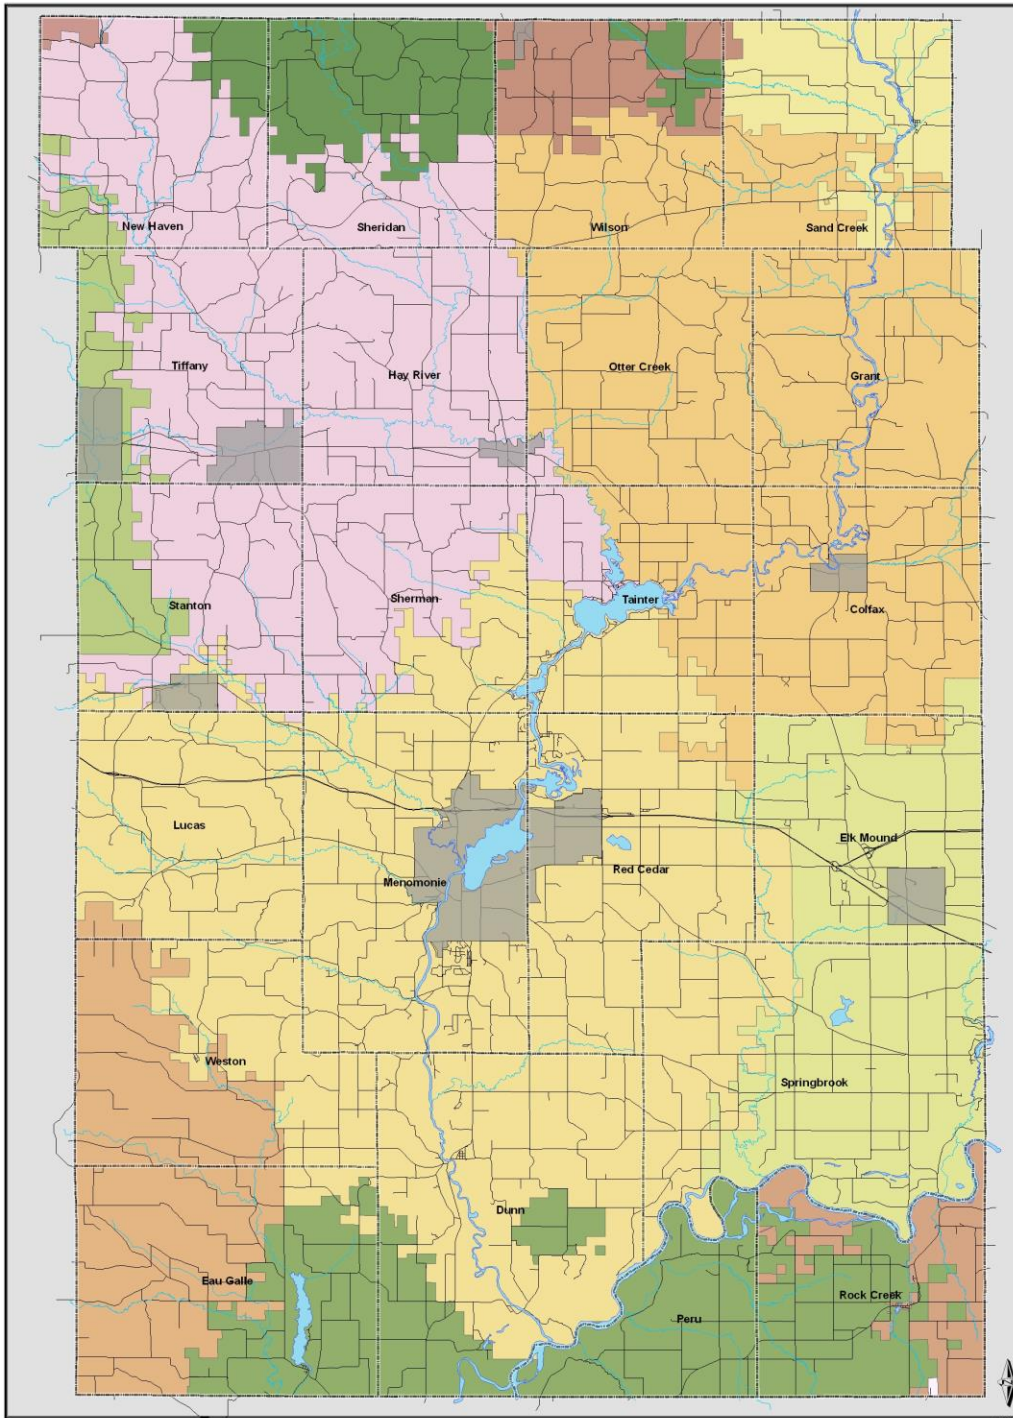 New Haven
Sheridan
Wilson
Sand Creek
Tiffany
Hay River
Otter Creek
Grant
Stanton
Sherman
Tainter
Colfax
Lucas
Menomonie
Red Cedar
Elk Mound
Weston
Springbrook
Dunn
Eau Galle
Peru
Rock Creek